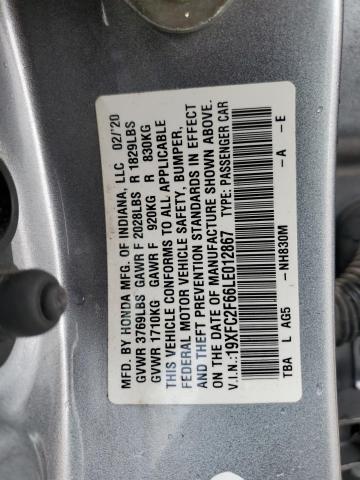 MFD. BY HONDA MFG. OF INDIANA, LLC 02/'20
GVWR 3769LBS GAWR F 2028LBS R 1829LBS
GVWR 1710KG GAWR F 920KG R 830KG
THIS VEHICLE CONFORMS TO ALL APPLICABLE
FEDERAL MOTOR VEHICLE SAFETY, BUMPER,
AND THEFT PREVENTION STANDARDS IN EFFECT
ON THE DATE OF MANUFACTURE SHOWN ABOVE.
V.I.N.:19XFC2F66LE012867 TYPE: PASSENGER CAR
TBA L AG5 -NH830M -A -E